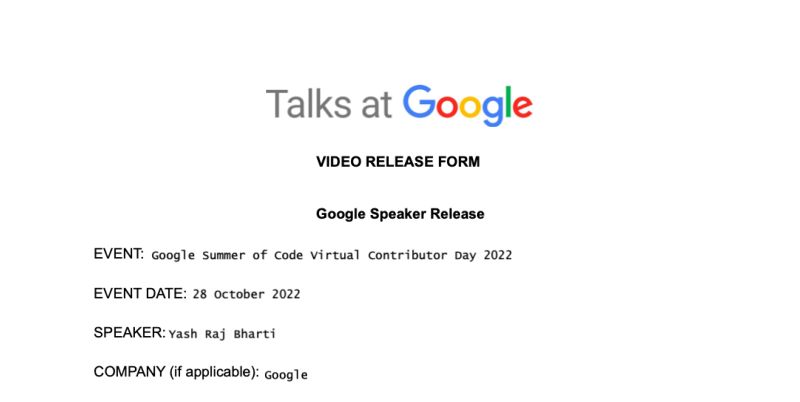 Talks at Google
VIDEO RELEASE FORM
Google Speaker Release
EVENT: Google Summer of Code Virtual Contributor Day 2022
EVENT DATE: 28 October 2022
SPEAKER: Yash Raj Bharti
COMPANY (if applicable): Google